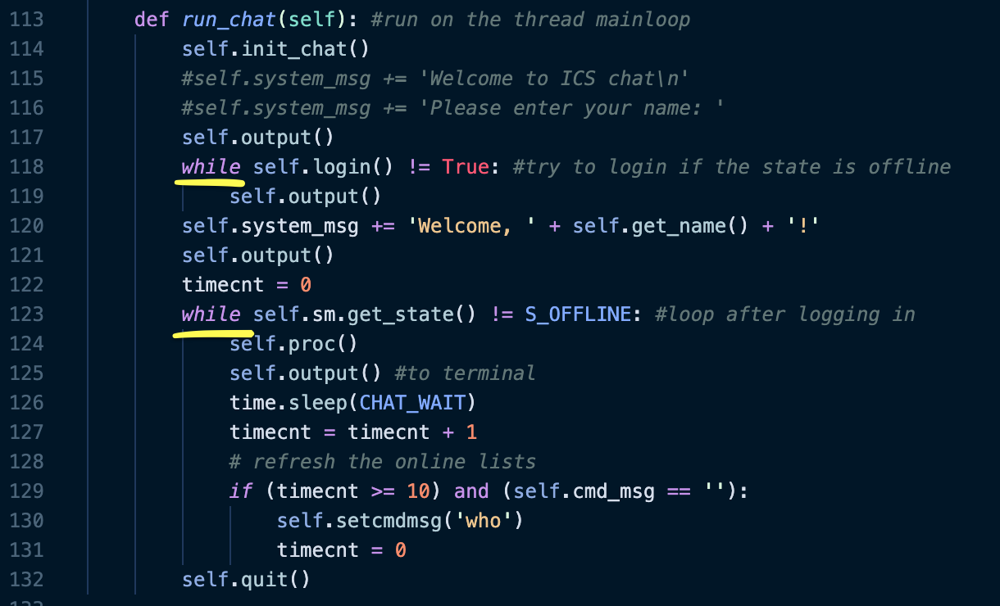 113 def run_chat(self): #run on the thread mainloop
114 self.init_chat()
115 #self.system_msg += 'Welcome to ICS chat\n'
116 #self.system_msg += 'Please enter your name: '
117 self.output()
118 while self.login() != True: #try to login if the state is offline
119 self.output()
120 self.system_msg += 'Welcome, ' + self.get_name() + '!'
121 self.output()
122 timecnt = 0
123 while self.sm.get_state() != S_OFFLINE: #loop after logging in
124 self.proc()
125 self.output() #to terminal
126 time.sleep(CHAT_WAIT)
127 timecnt = timecnt + 1
128 # refresh the online lists
129 if (timecnt >= 10) and (self.cmd_msg == ''):
130 self.setcmdmsg('who')
131 timecnt = 0
132 self.quit()